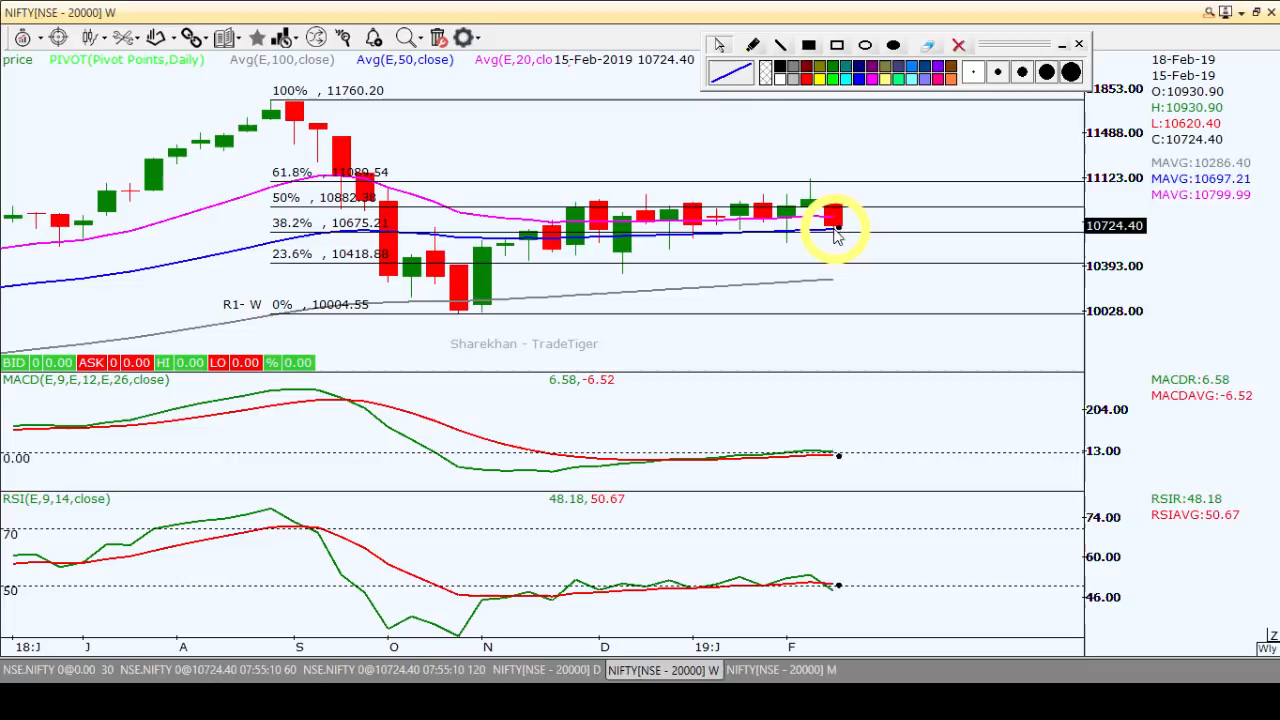 NIFTY[NSE - 20000] W
price PIVOT(Pivot Points,Daily) Avg(E,100,close) Avg(E,50,close) Avg(E,20,clo 15-Feb-2019 10724.40
18-Feb-19
15-Feb-19
O:10930.90
H:10930.90
L:10620.40
C:10724.40
MAVG:10286.40
MAVG:10697.21
MAVG:10799.99
11853.00
11488.00
11123.00
10724.40
10393.00
10028.00
100% , 11760.20
61.8% , 11089.54
50% , 10882.38
38.2% , 10675.21
23.6% , 10418.88
R1- W 0% , 10004.55
Sharekhan - TradeTiger
BID 0 0.00 ASK 0 0.00 HI 0.00 LO 0.00 % 0.00
MACD(E,9,E,12,E,26,close) 6.58,-6.52
MACDR:6.58
MACDAVG:-6.52
204.00
13.00
0.00
RSI(E,9,14,close) 48.18,50.67
RSIR:48.18
RSIAVG:50.67
74.00
60.00
46.00
70
50
18:J J A S O N D 19:J F
Z
Wly
NSE.NIFTY 0@0.00 30 NSE.NIFTY 0@10724.40 07:55:10 60 NSE.NIFTY 0@10724.40 07:55:10 120 NIFTY[NSE - 20000] D NIFTY[NSE - 20000] W NIFTY[NSE - 20000] M